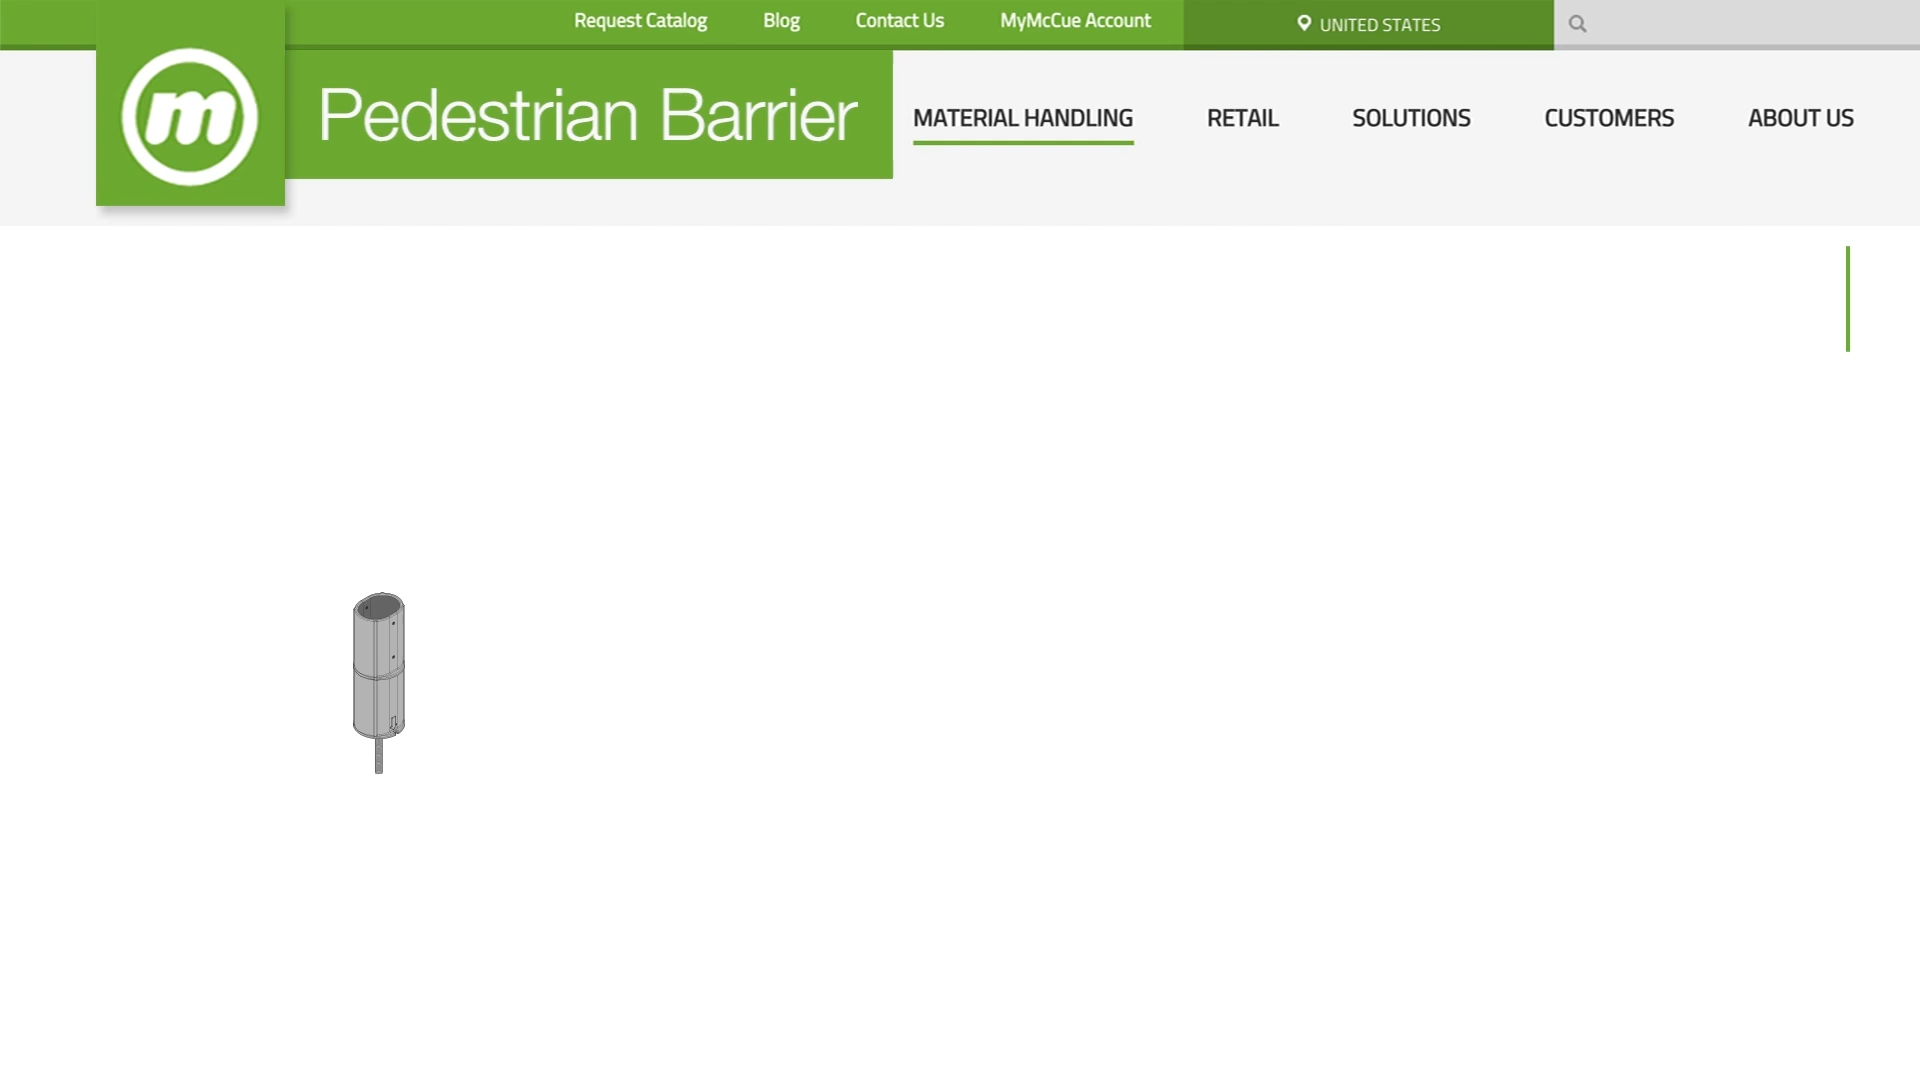 Request Catalog Blog Contact Us MyMcCue Account UNITED STATES
m
Pedestrian Barrier
MATERIAL HANDLING RETAIL SOLUTIONS CUSTOMERS ABOUT US